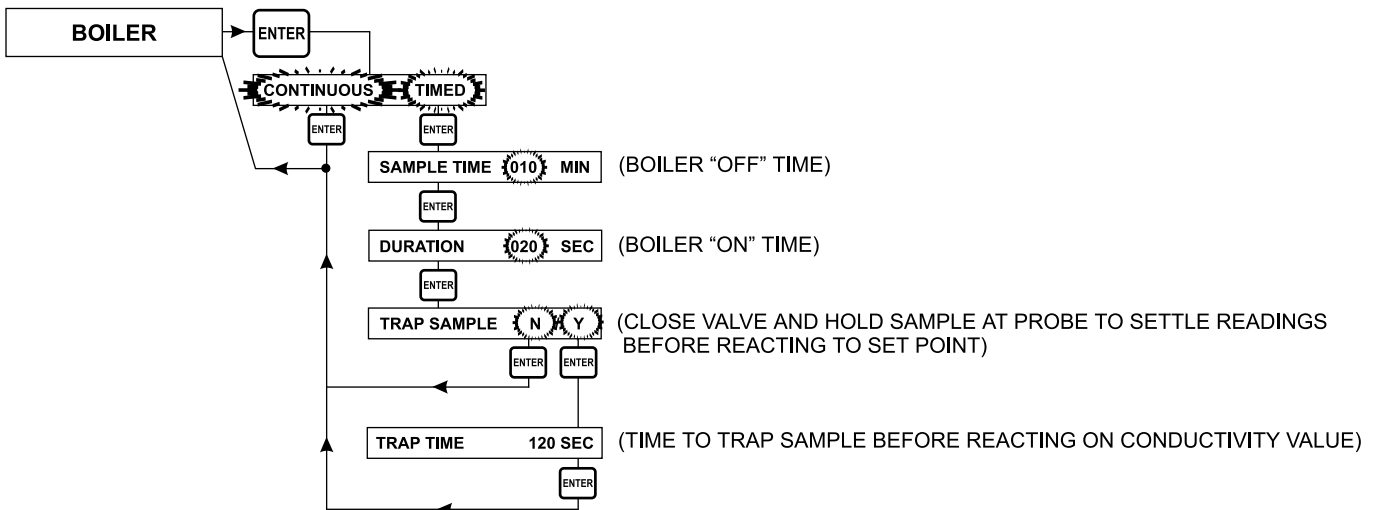 BOILER
ENTER
CONTINUOUS TIMED
ENTER ENTER
SAMPLE TIME 010 MIN (BOILER “OFF” TIME)
ENTER
DURATION 020 SEC (BOILER “ON” TIME)
ENTER
TRAP SAMPLE N Y (CLOSE VALVE AND HOLD SAMPLE AT PROBE TO SETTLE READINGS
BEFORE REACTING TO SET POINT)
ENTER ENTER
TRAP TIME 120 SEC (TIME TO TRAP SAMPLE BEFORE REACTING ON CONDUCTIVITY VALUE)
ENTER